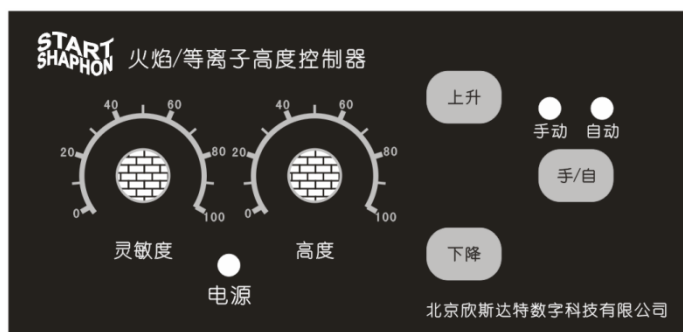 START
SHAPHON
火焰/等离子高度控制器
上升
手动 自动
手/自
0 20 40 60 80 100
灵敏度
0 20 40 60 80 100
高度
电源
下降
北京欣斯达特数字科技有限公司